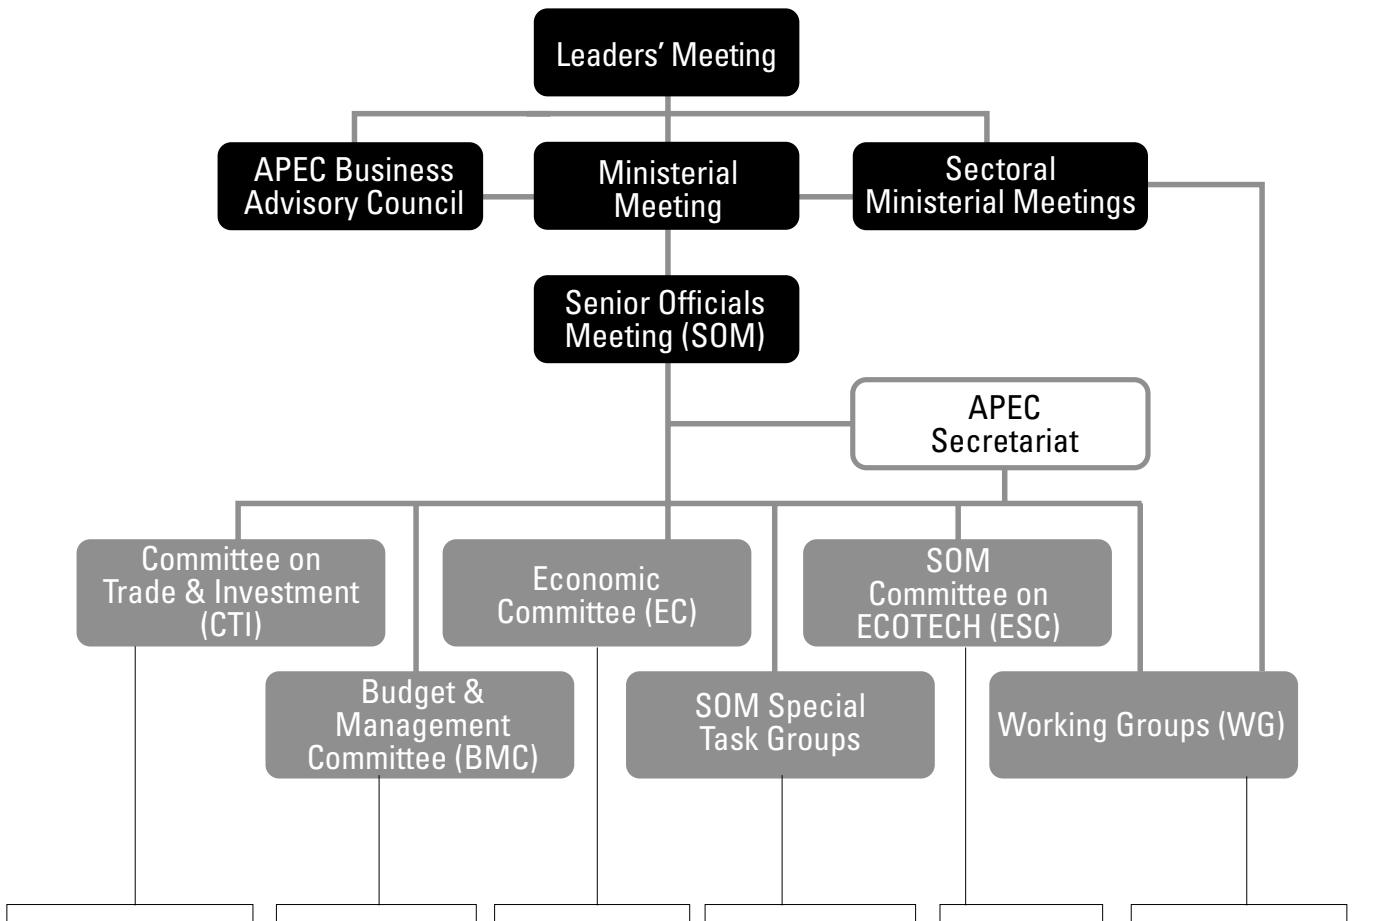 Leaders’ Meeting
APEC Business
Advisory Council
Ministerial
Meeting
Sectoral
Ministerial Meetings
Senior Officials
Meeting (SOM)
APEC
Secretariat
Committee on
Trade & Investment
(CTI)
Economic
Committee (EC)
SOM
Committee on
ECOTECH (ESC)
Budget &
Management
Committee (BMC)
SOM Special
Task Groups
Working Groups (WG)